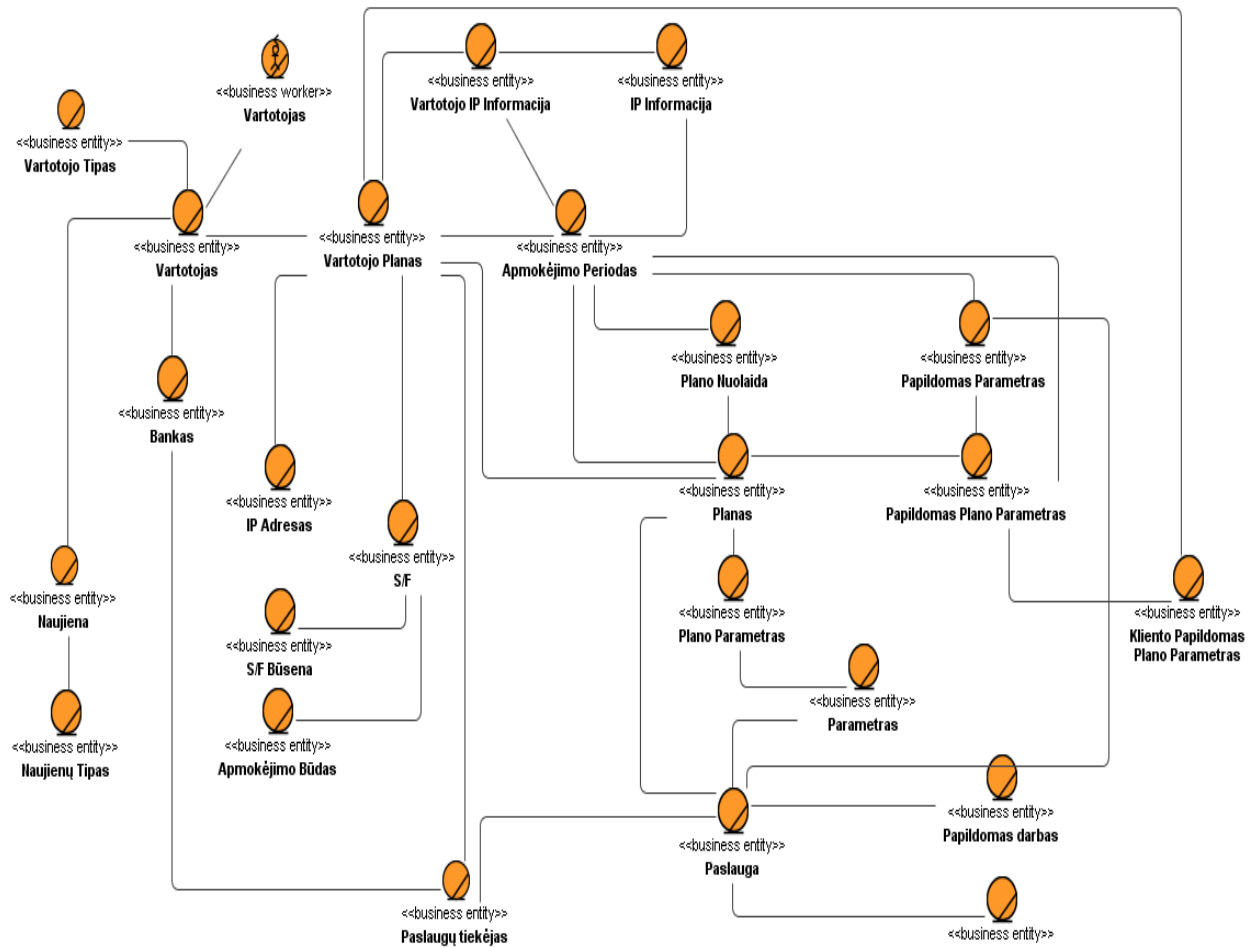 <<business entity>>
Vartotojo IP Informacija
<<business entity>>
IP Informacija
<<business worker>>
Vartotojas
<<business entity>>
Vartotojo Tipas
<<business entity>>
Vartotojas
<<business entity>>
Vartotojo Planas
<<business entity>>
Apmokėjimo Periodas
<<business entity>>
Plano Nuolaida
<<business entity>>
Papildomas Parametras
<<business entity>>
Bankas
<<business entity>>
IP Adresas
<<business entity>>
Planas
<<business entity>>
Papildomas Plano Parametras
<<business entity>>
S/F
<<business entity>>
Naujiena
<<business entity>>
S/F Būsena
<<business entity>>
Plano Parametras
<<business entity>>
Kliento Papildomas
Plano Parametras
<<business entity>>
Parametras
<<business entity>>
Naujienų Tipas
<<business entity>>
Apmokėjimo Būdas
<<business entity>>
Papildomas darbas
<<business entity>>
Paslauga
<<business entity>>
Paslaugų tiekėjas
<<business entity>>